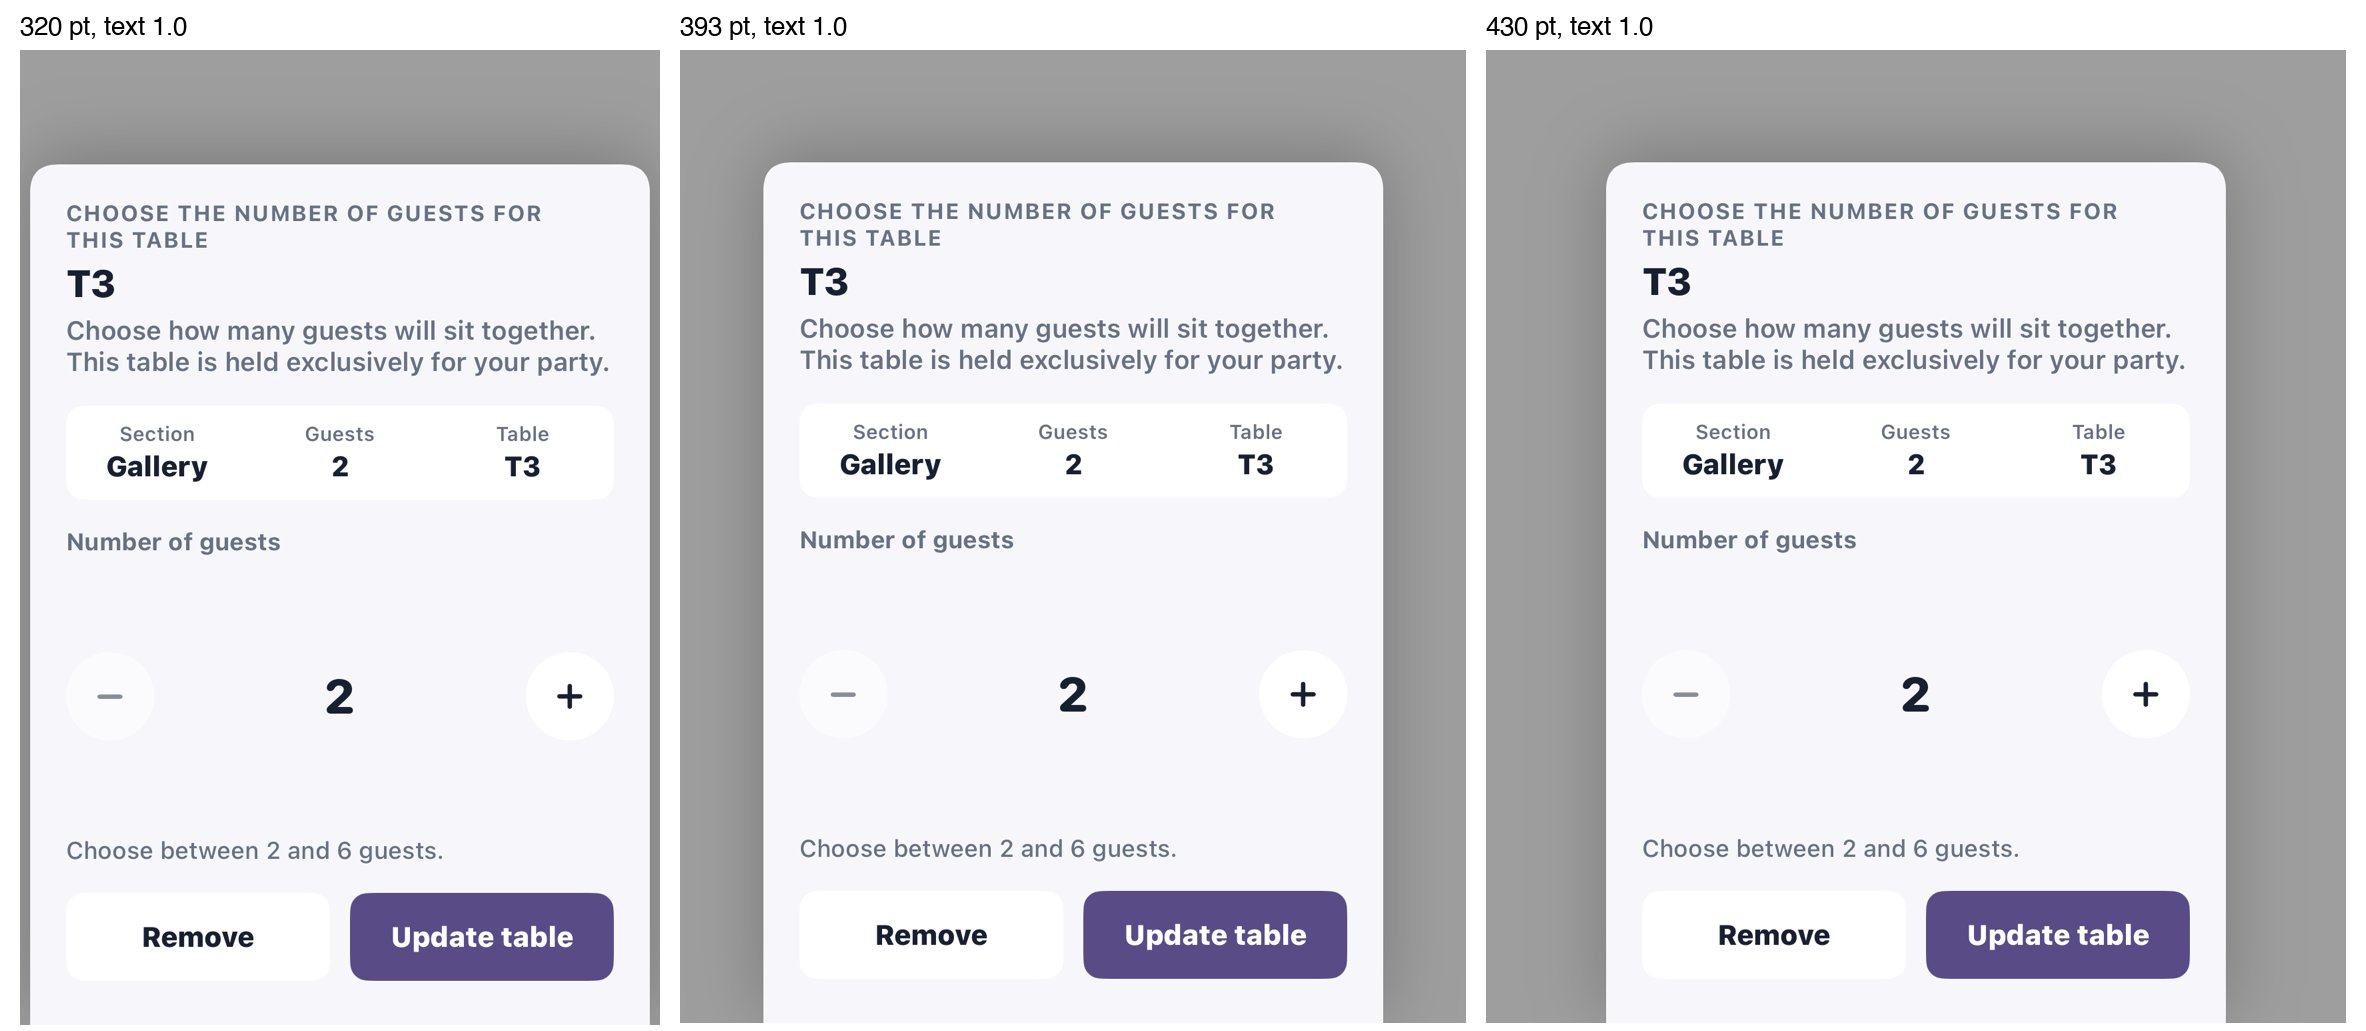 320 pt, text 1.0
CHOOSE THE NUMBER OF GUESTS FOR
THIS TABLE
T3
Choose how many guests will sit together.
This table is held exclusively for your party.
Section Guests Table
Gallery 2 T3
Number of guests
− 2 +
Choose between 2 and 6 guests.
Remove Update table
393 pt, text 1.0
CHOOSE THE NUMBER OF GUESTS FOR
THIS TABLE
T3
Choose how many guests will sit together.
This table is held exclusively for your party.
Section Guests Table
Gallery 2 T3
Number of guests
− 2 +
Choose between 2 and 6 guests.
Remove Update table
430 pt, text 1.0
CHOOSE THE NUMBER OF GUESTS FOR
THIS TABLE
T3
Choose how many guests will sit together.
This table is held exclusively for your party.
Section Guests Table
Gallery 2 T3
Number of guests
− 2 +
Choose between 2 and 6 guests.
Remove Update table